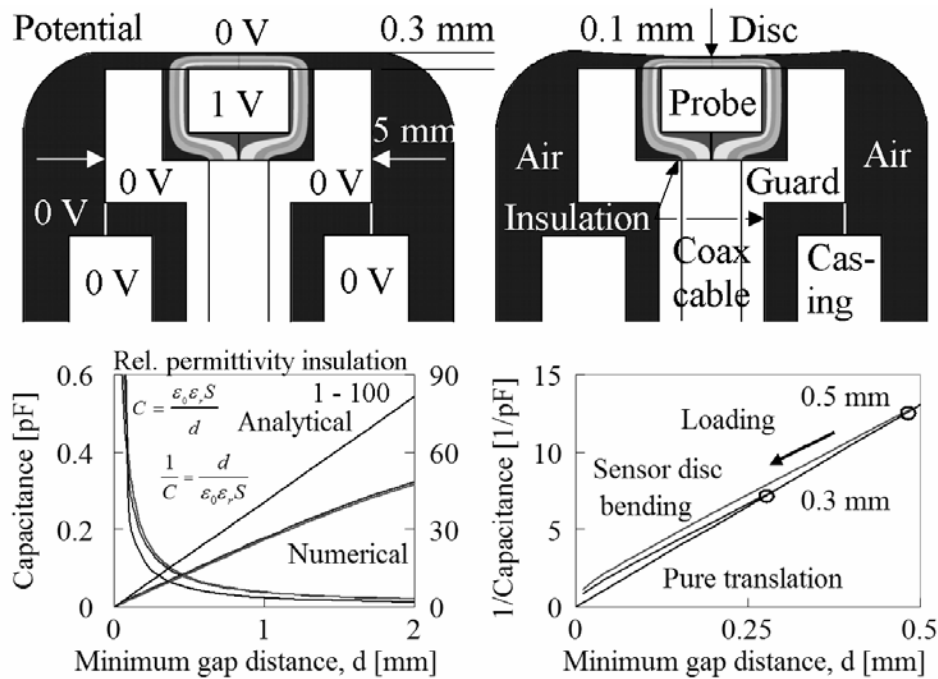 Potential
0 V
0.3 mm
1 V
5 mm
0 V
0 V
0 V
0 V
0 V
0.1 mm
Disc
Probe
Air
Air
Guard
Insulation
Coax
cable
Cas-
ing
Rel. permittivity insulation
1 - 100
C = ε₀εᵣS / d
Analytical
1/C = d / ε₀εᵣS
Numerical
Capacitance [pF]
0.6
0.4
0.2
0
90
60
30
0
0
1
2
Minimum gap distance, d [mm]
1/Capacitance [1/pF]
15
10
5
0
0.5 mm
Loading
Sensor disc
bending
0.3 mm
Pure translation
0
0.25
0.5
Minimum gap distance, d [mm]